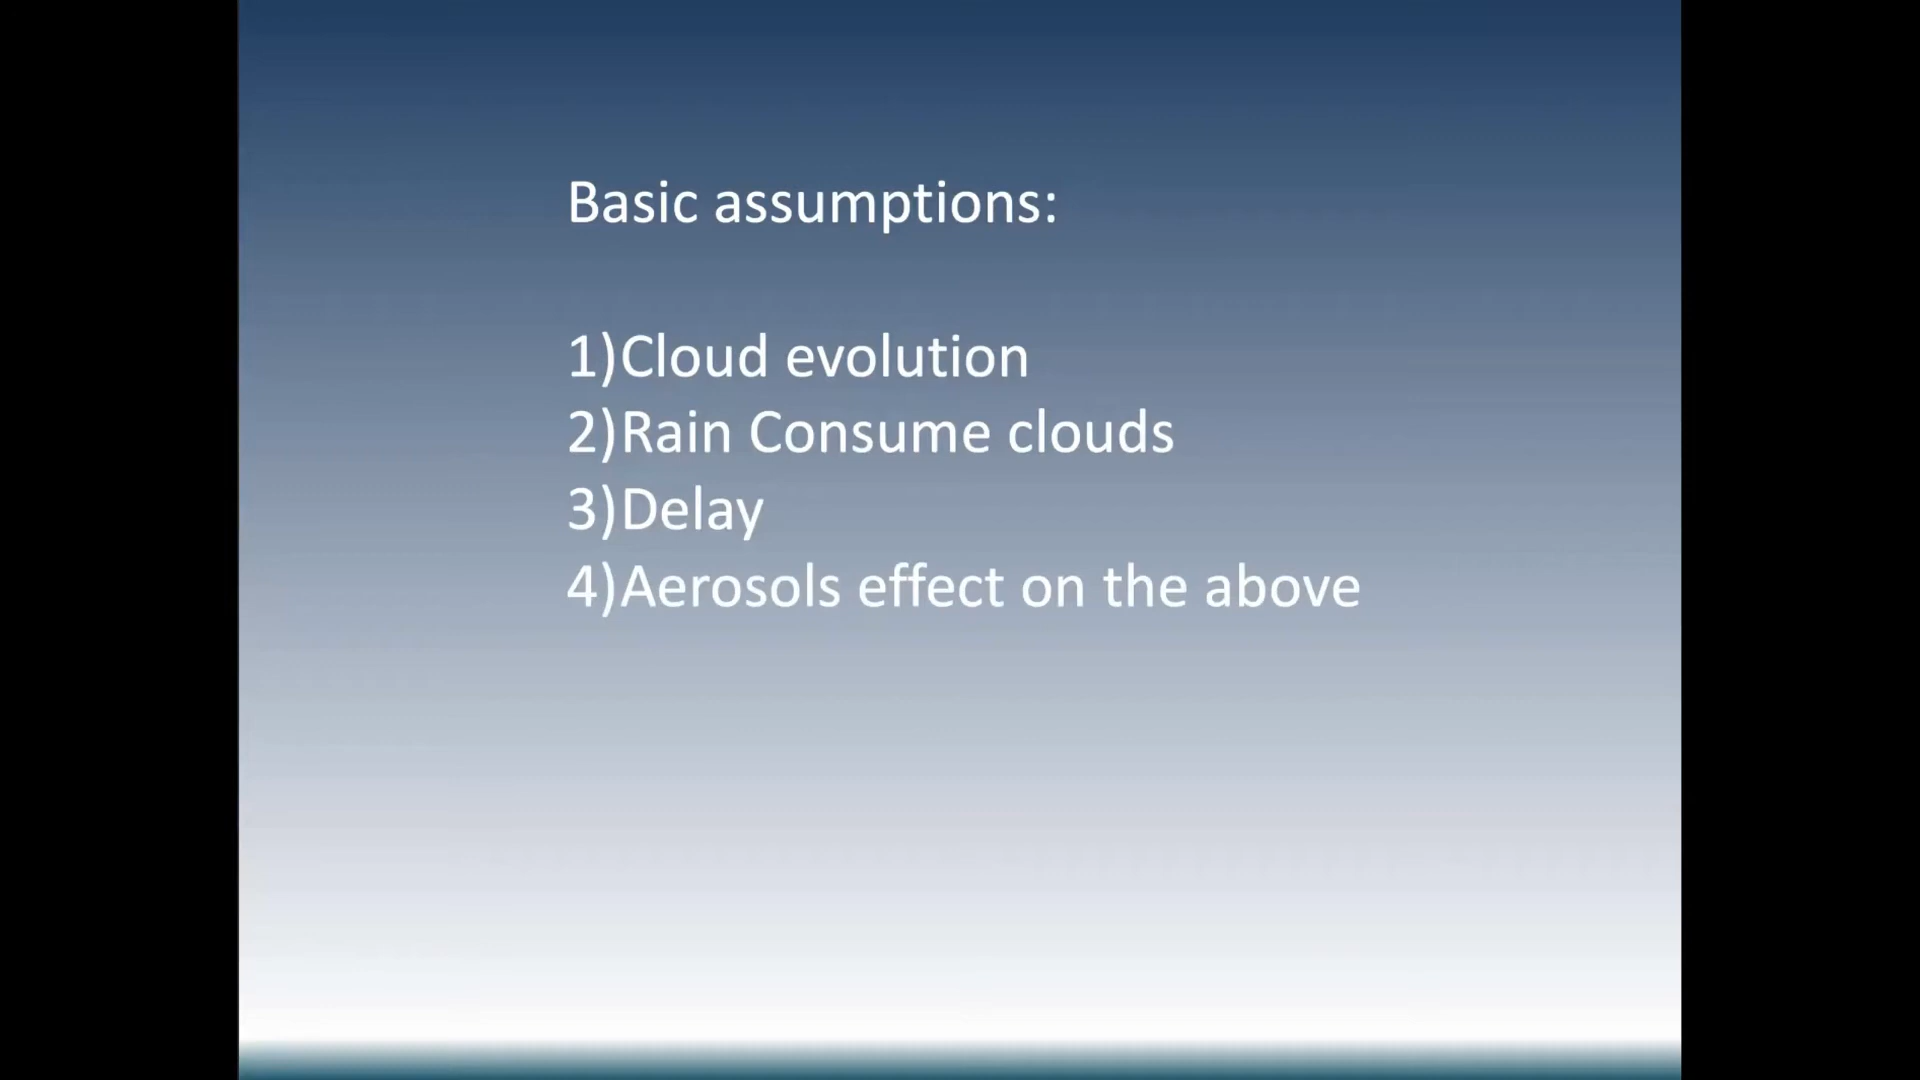 Basic assumptions:
1)Cloud evolution
2)Rain Consume clouds
3)Delay
4)Aerosols effect on the above